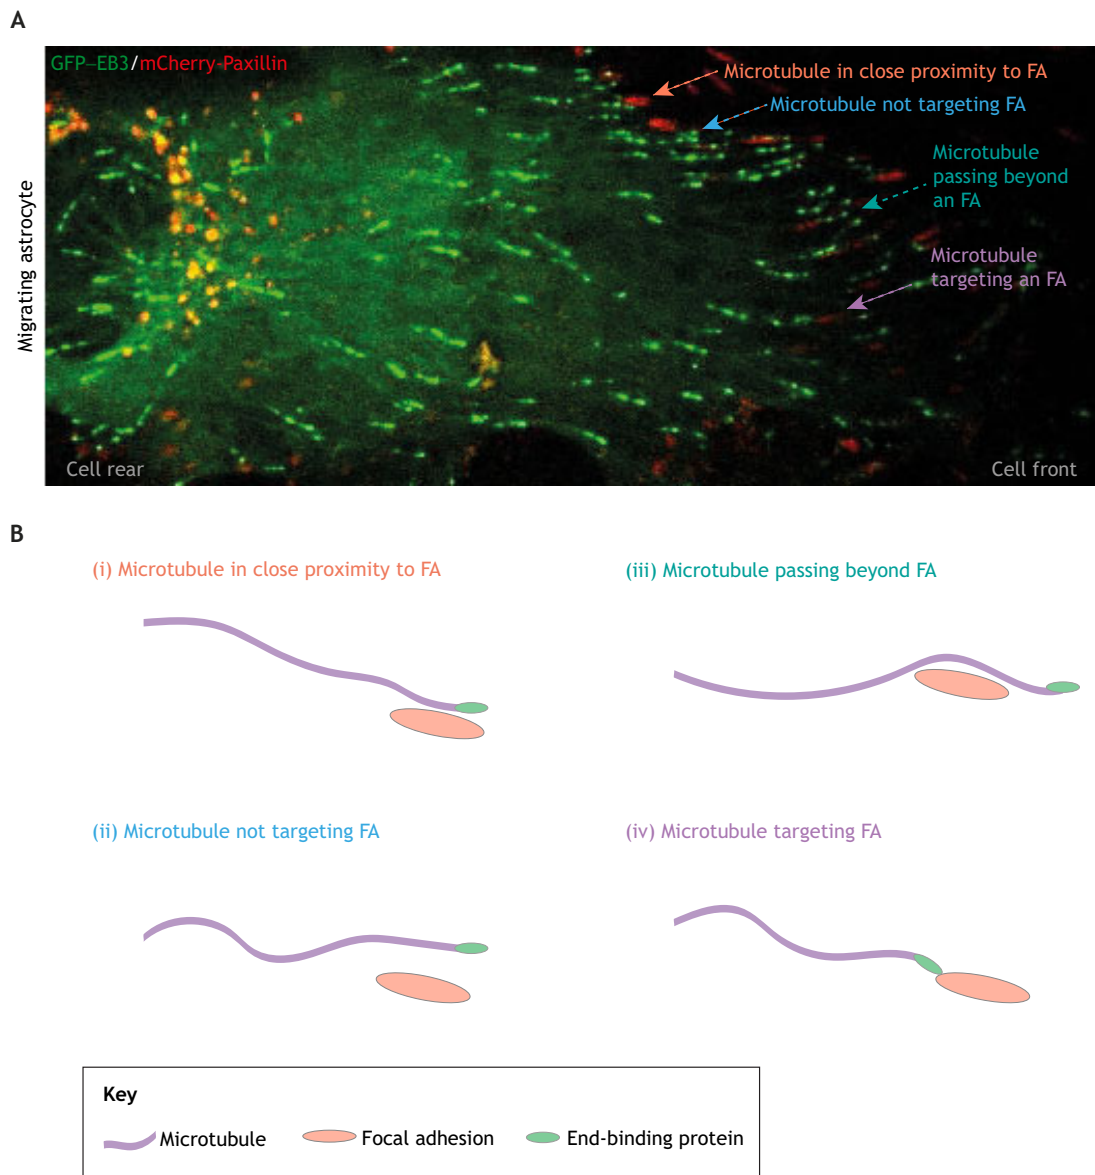 A
GFP–EB3/mCherry-Paxillin
Microtubule in close proximity to FA
Microtubule not targeting FA
Microtubule
passing beyond
an FA
Microtubule
targeting an FA
Migrating astrocyte
Cell rear
Cell front
B
(i) Microtubule in close proximity to FA
(iii) Microtubule passing beyond FA
(ii) Microtubule not targeting FA
(iv) Microtubule targeting FA
Key
Microtubule
Focal adhesion
End-binding protein